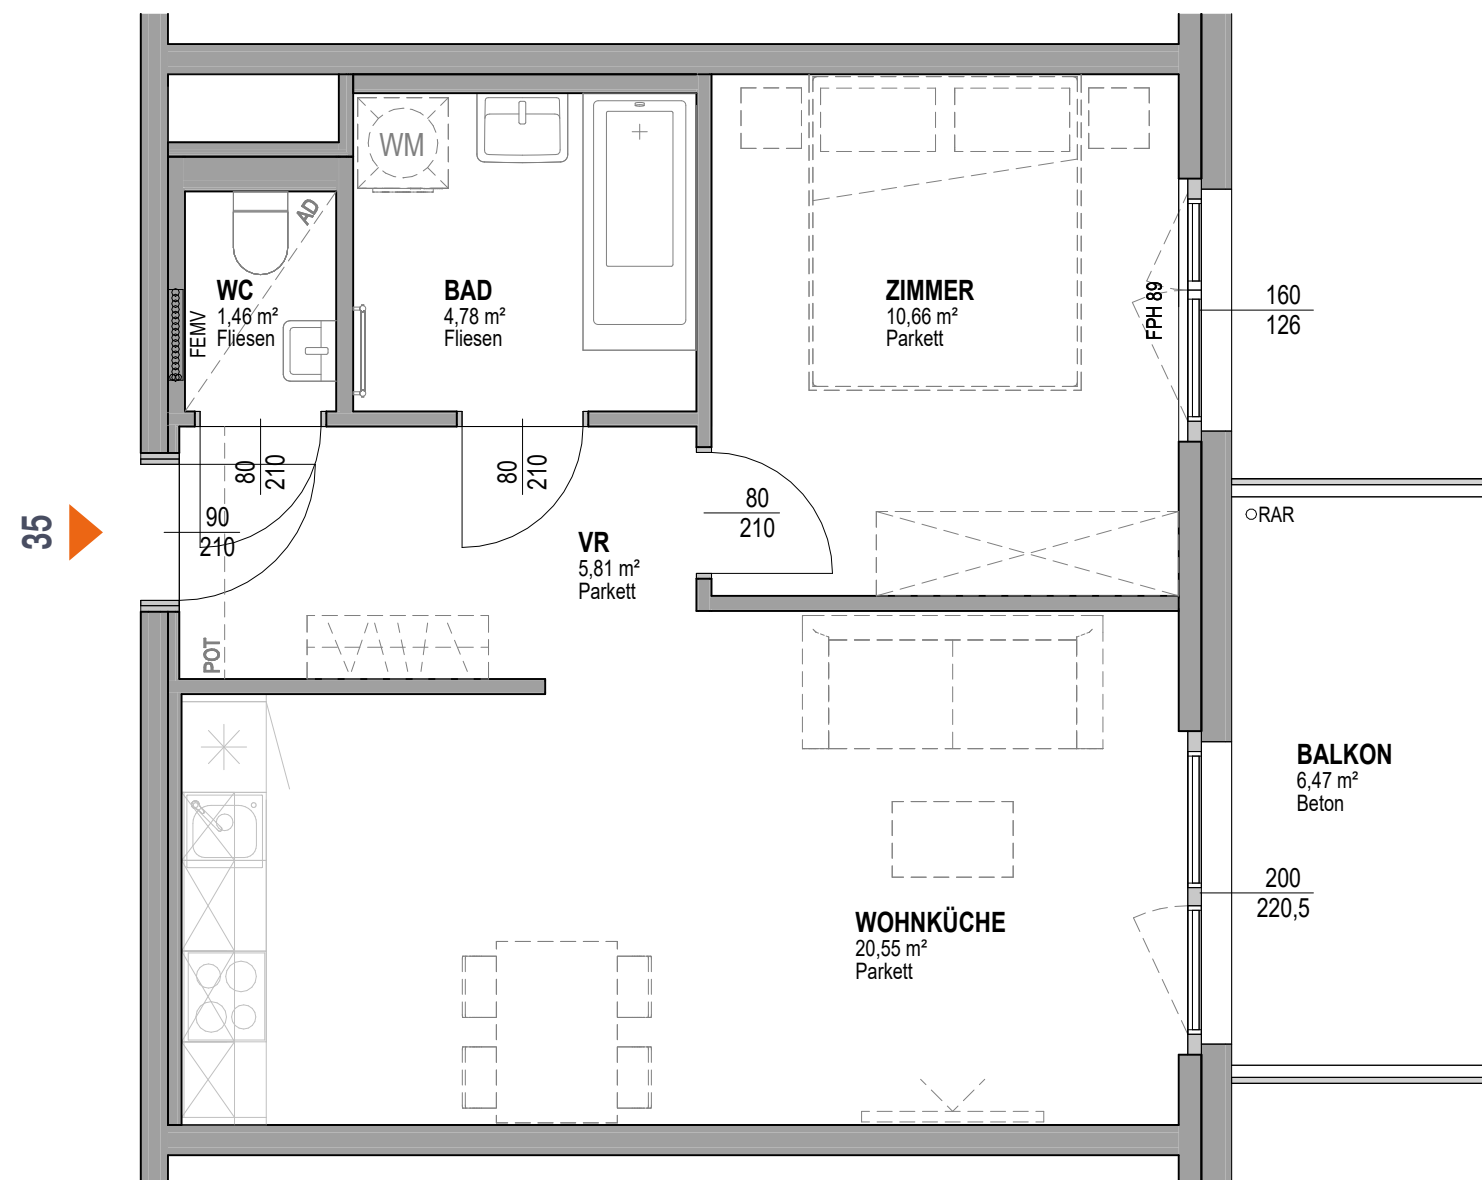 WM
AD
WC
1,46 m²
Fliesen
FEMV
BAD
4,78 m²
Fliesen
ZIMMER
10,66 m²
Parkett
FPH 89
160
126
80
210
80
210
90
210
80
210
35
VR
5,81 m²
Parkett
RAR
POT
BALKON
6,47 m²
Beton
200
220,5
WOHNKÜCHE
20,55 m²
Parkett